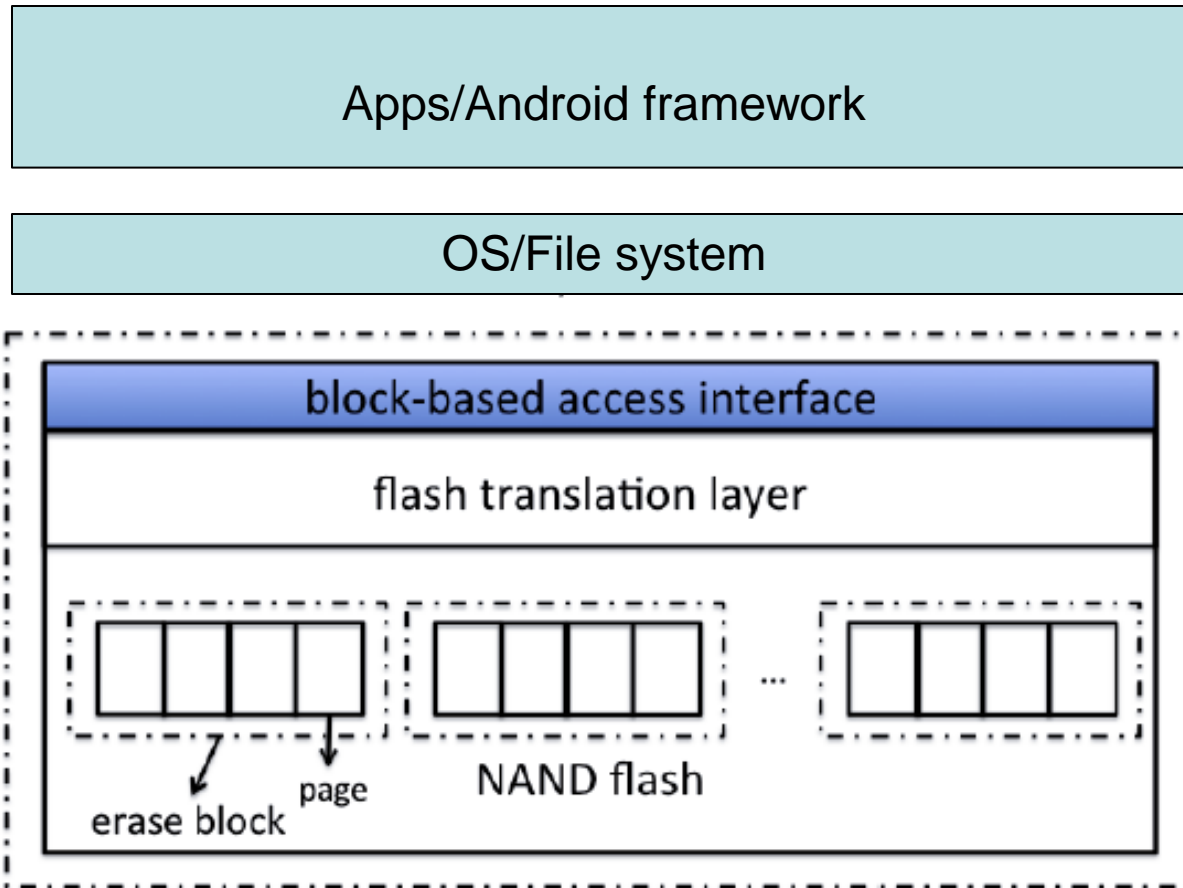 Apps/Android framework
OS/File system
block-based access interface
flash translation layer
...
page
NAND flash
erase block